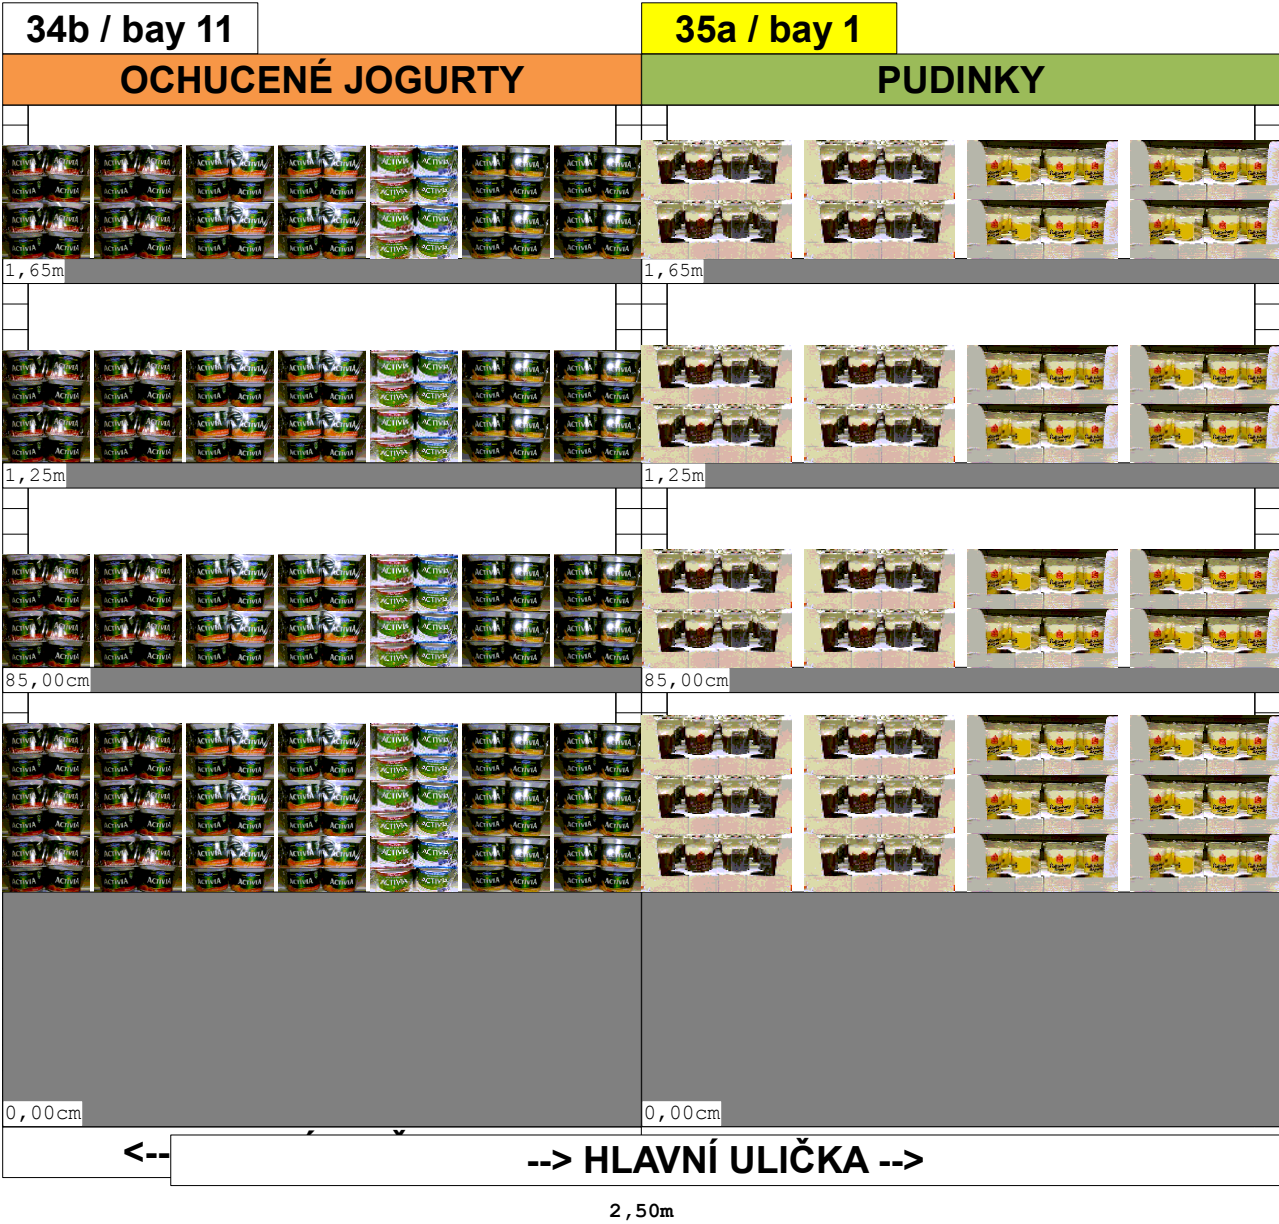 34b / bay 11
35a / bay 1
OCHUCENÉ JOGURTY
PUDINKY
1,65m
1,65m
1,25m
1,25m
85,00cm
85,00cm
0,00cm
0,00cm
<--
--> HLAVNÍ ULIČKA -->
2,50m